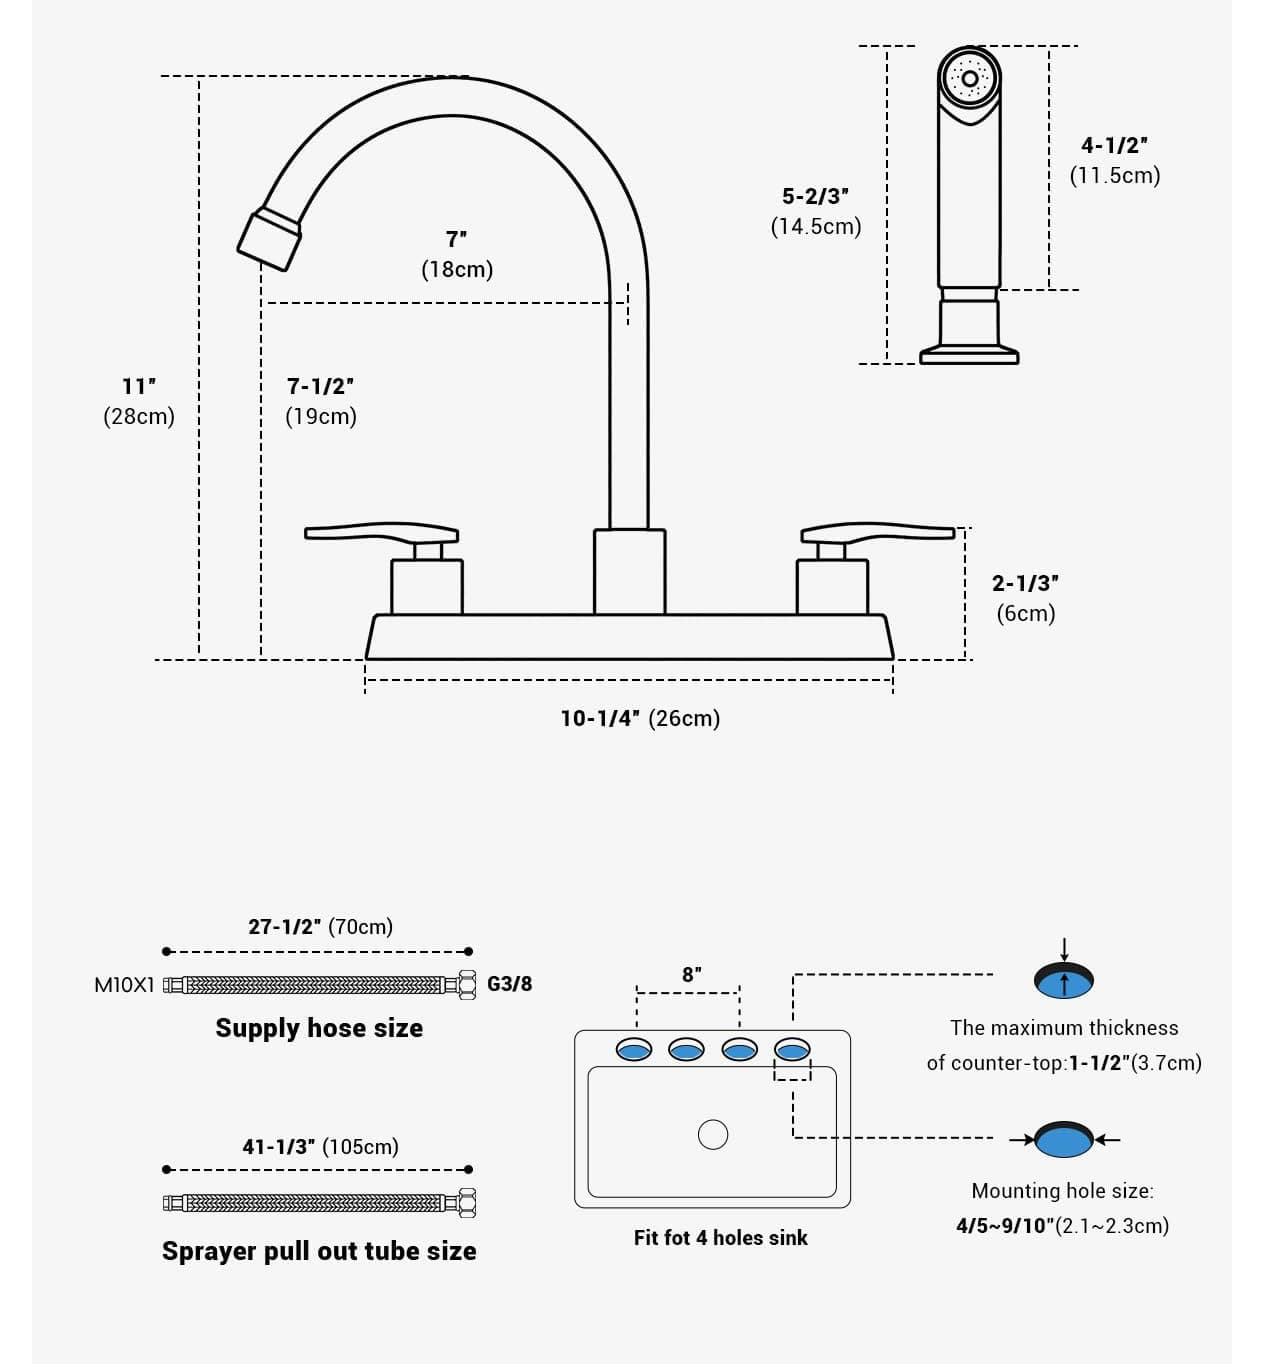 4-1/2"
(11.5cm)
5-2/3"
(14.5cm)
7"
(18cm)
11"
(28cm)
7-1/2"
(19cm)
2-1/3"
(6cm)
10-1/4" (26cm)
27-1/2" (70cm)
M10X1
G3/8
Supply hose size
41-1/3" (105cm)
Sprayer pull out tube size
8"
Fit fot 4 holes sink
The maximum thickness
of counter-top:1-1/2"(3.7cm)
Mounting hole size:
4/5~9/10"(2.1~2.3cm)